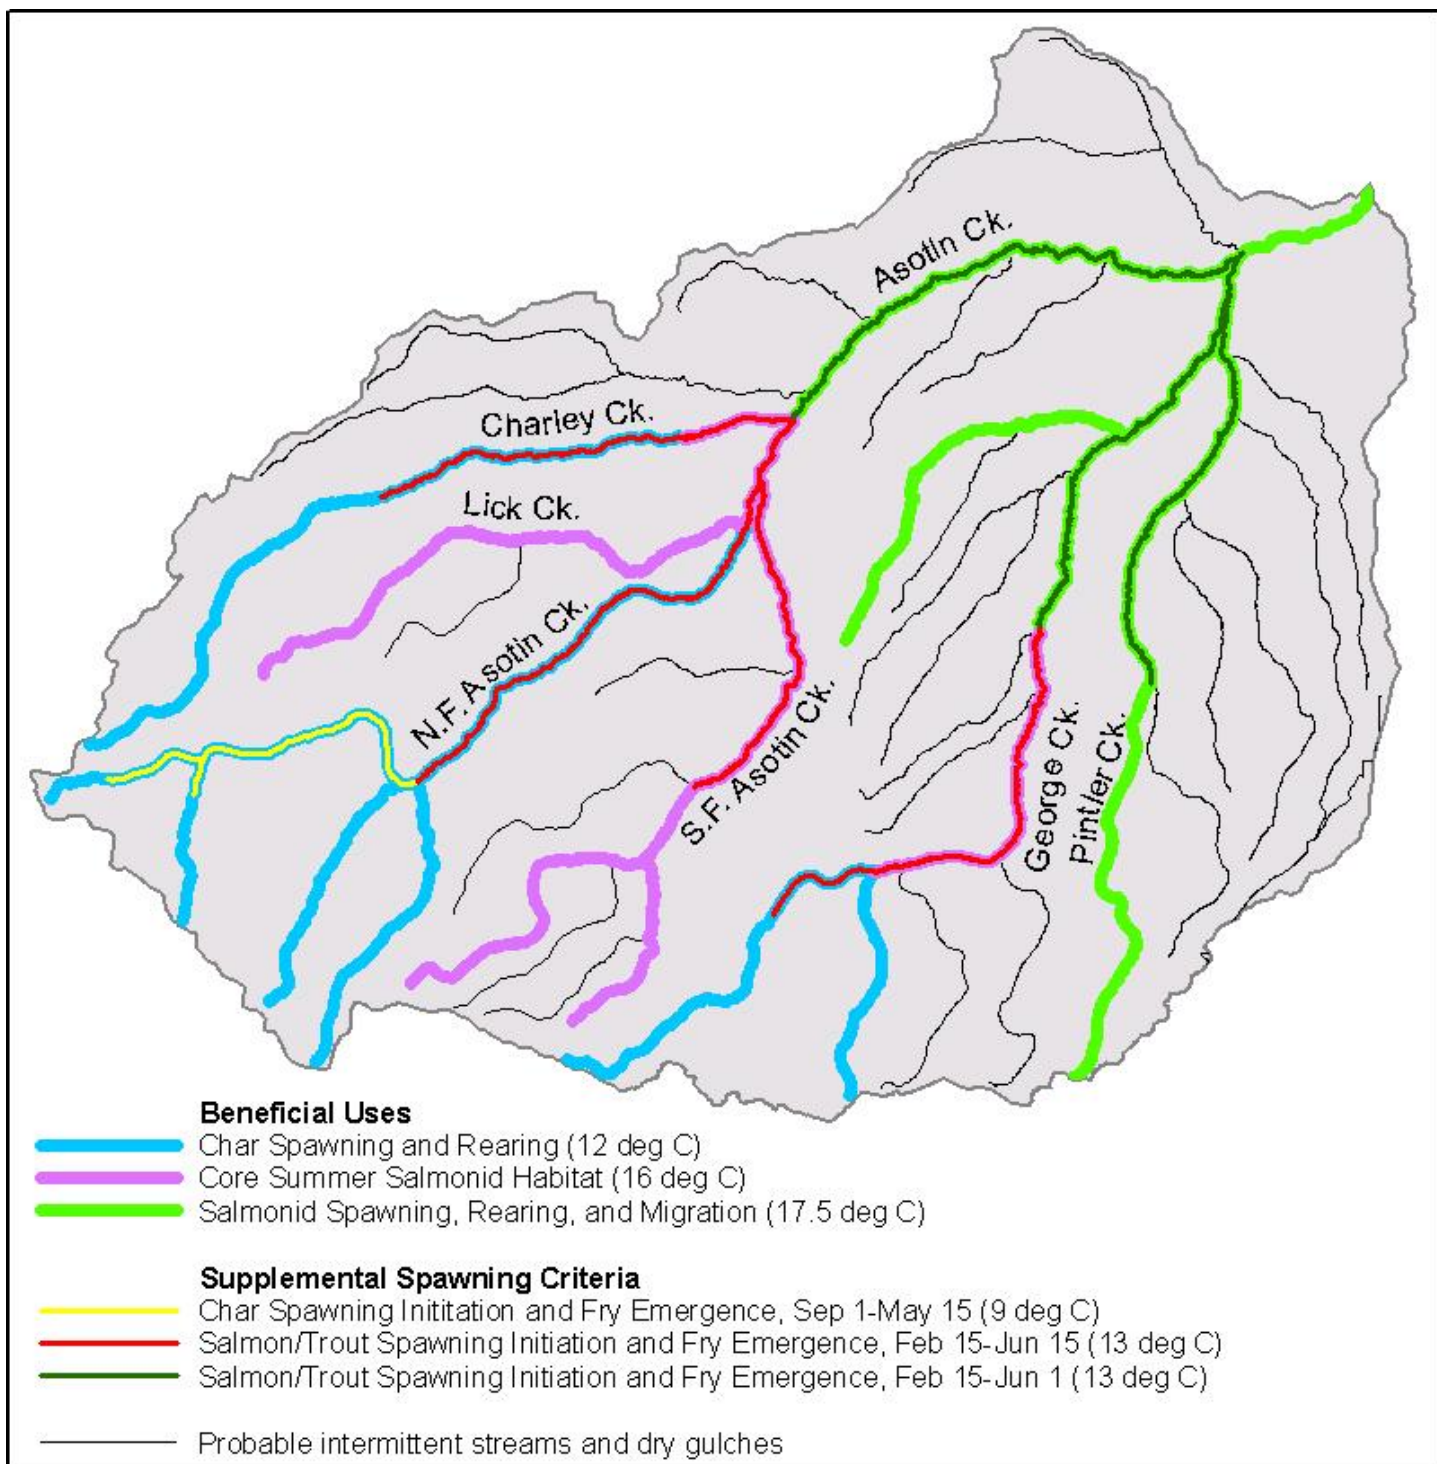 Asotin Ck.
Charley Ck.
Lick Ck.
N.F. Asotin Ck.
S.F. Asotin Ck.
George Ck.
Pintler Ck.
Beneficial Uses
Char Spawning and Rearing (12 deg C)
Core Summer Salmonid Habitat (16 deg C)
Salmonid Spawning, Rearing, and Migration (17.5 deg C)
Supplemental Spawning Criteria
Char Spawning Inititation and Fry Emergence, Sep 1-May 15 (9 deg C)
Salmon/Trout Spawning Initiation and Fry Emergence, Feb 15-Jun 15 (13 deg C)
Salmon/Trout Spawning Initiation and Fry Emergence, Feb 15-Jun 1 (13 deg C)
Probable intermittent streams and dry gulches